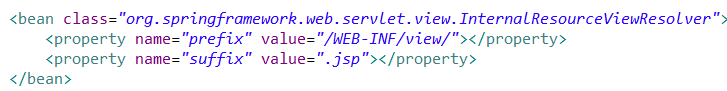 <bean class="org.springframework.web.servlet.view.InternalResourceViewResolver">
    <property name="prefix" value="/WEB-INF/view/"></property>
    <property name="suffix" value=".jsp"></property>
</bean>